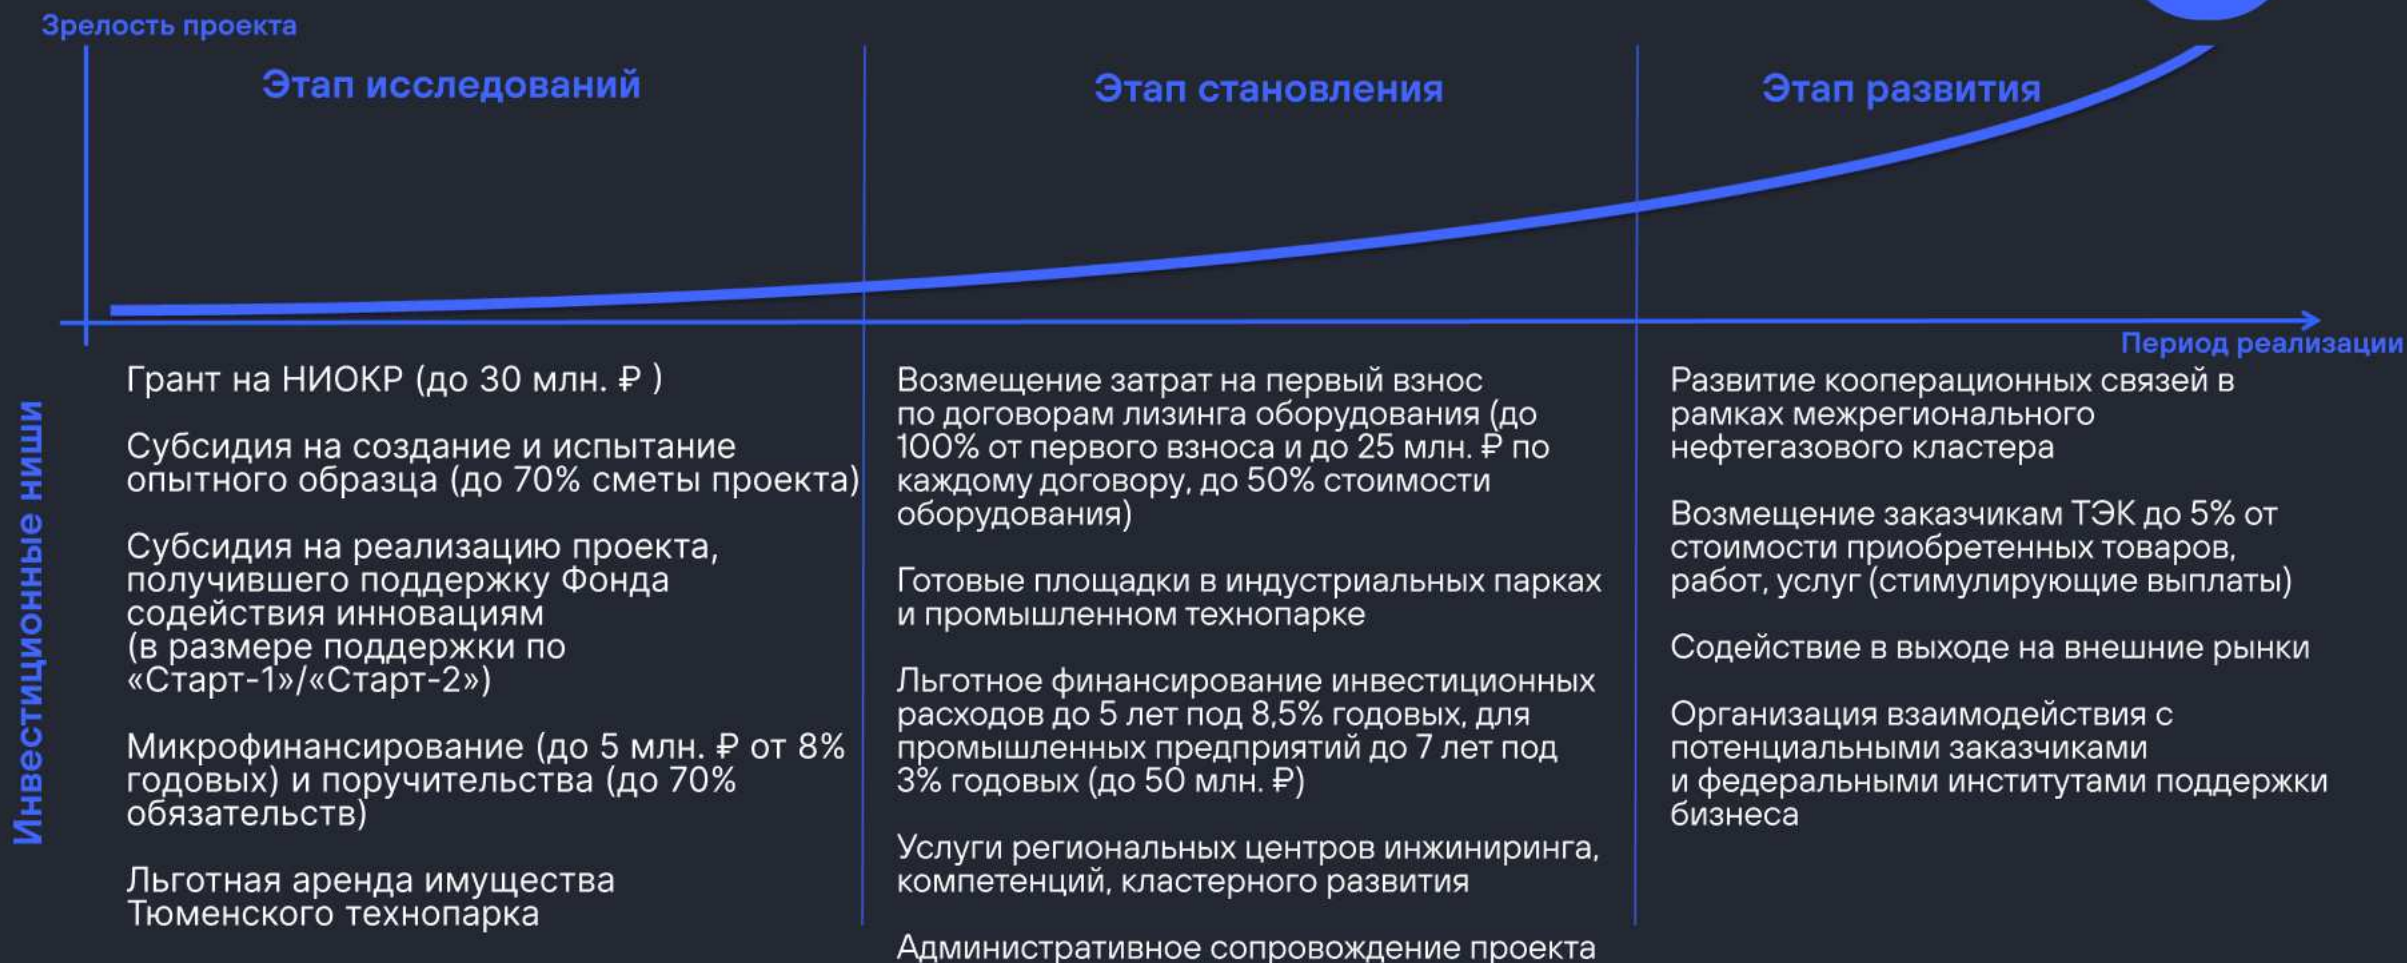 Зрелость проекта
Этап исследований
Этап становления
Этап развития
Период реализации
Инвестиционные ниши
Грант на НИОКР (до 30 млн. ₽ )
Субсидия на создание и испытание
опытного образца (до 70% сметы проекта)
Субсидия на реализацию проекта,
получившего поддержку Фонда
содействия инновациям
(в размере поддержки по
«Старт-1»/«Старт-2»)
Микрофинансирование (до 5 млн. ₽ от 8%
годовых) и поручительства (до 70%
обязательств)
Льготная аренда имущества
Тюменского технопарка
Возмещение затрат на первый взнос
по договорам лизинга оборудования (до
100% от первого взноса и до 25 млн. ₽ по
каждому договору, до 50% стоимости
оборудования)
Готовые площадки в индустриальных парках
и промышленном технопарке
Льготное финансирование инвестиционных
расходов до 5 лет под 8,5% годовых, для
промышленных предприятий до 7 лет под
3% годовых (до 50 млн. ₽)
Услуги региональных центров инжиниринга,
компетенций, кластерного развития
Административное сопровождение проекта
Развитие кооперационных связей в
рамках межрегионального
нефтегазового кластера
Возмещение заказчикам ТЭК до 5% от
стоимости приобретенных товаров,
работ, услуг (стимулирующие выплаты)
Содействие в выходе на внешние рынки
Организация взаимодействия с
потенциальными заказчиками
и федеральными институтами поддержки
бизнеса